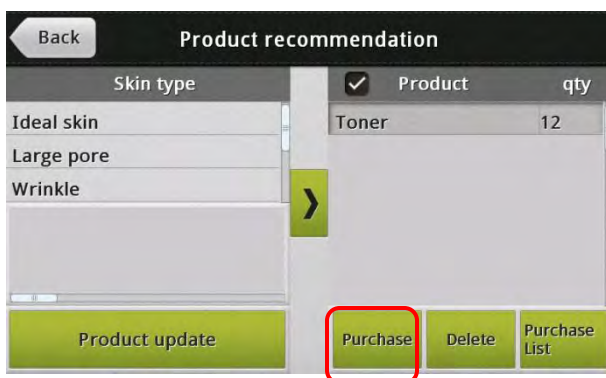 Back
Product recommendation
Skin type
Product qty
Ideal skin
Toner 12
Large pore
Wrinkle
Product update
Purchase
Delete
Purchase
List